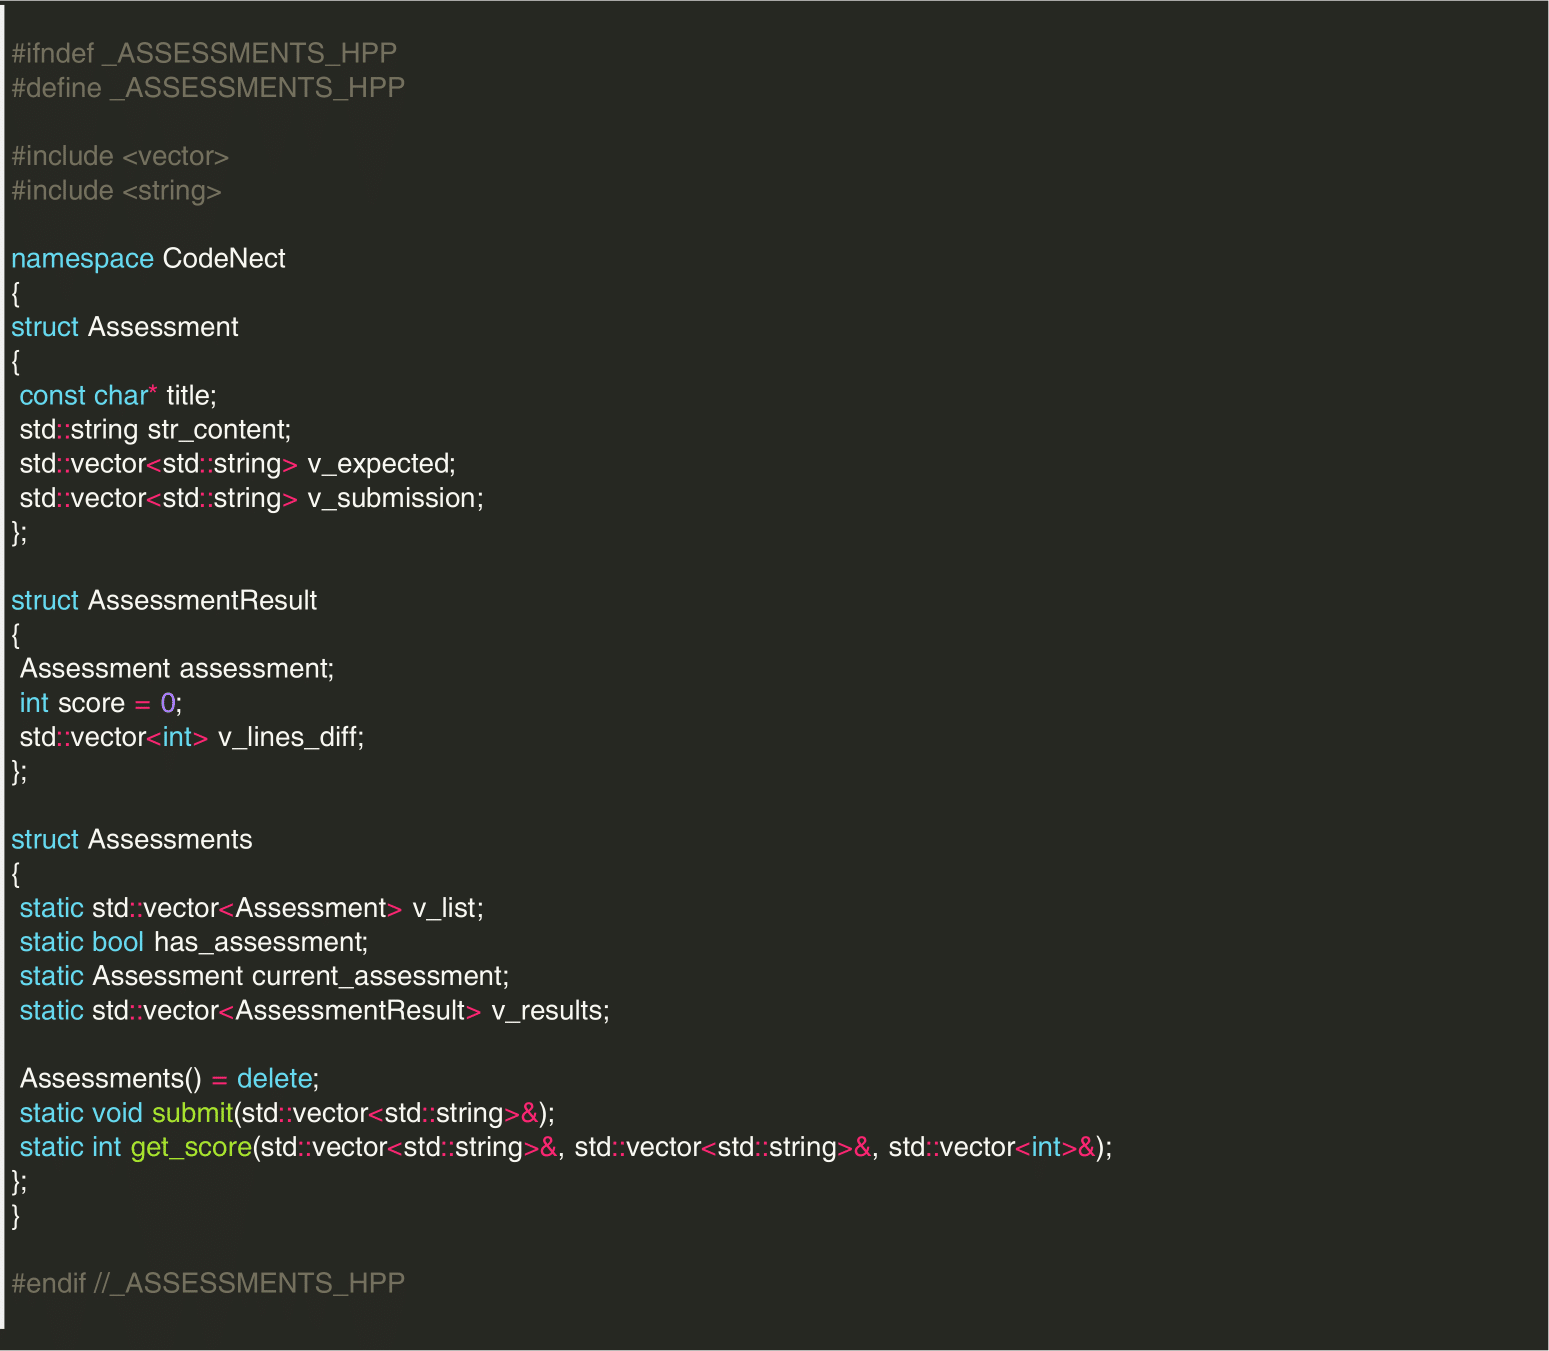 #ifndef _ASSESSMENTS_HPP
#define _ASSESSMENTS_HPP

#include <vector>
#include <string>

namespace CodeNect
{
struct Assessment
{
 const char* title;
 std::string str_content;
 std::vector<std::string> v_expected;
 std::vector<std::string> v_submission;
};

struct AssessmentResult
{
 Assessment assessment;
 int score = 0;
 std::vector<int> v_lines_diff;
};

struct Assessments
{
 static std::vector<Assessment> v_list;
 static bool has_assessment;
 static Assessment current_assessment;
 static std::vector<AssessmentResult> v_results;

 Assessments() = delete;
 static void submit(std::vector<std::string>&);
 static int get_score(std::vector<std::string>&, std::vector<std::string>&, std::vector<int>&);
};
}

#endif //_ASSESSMENTS_HPP